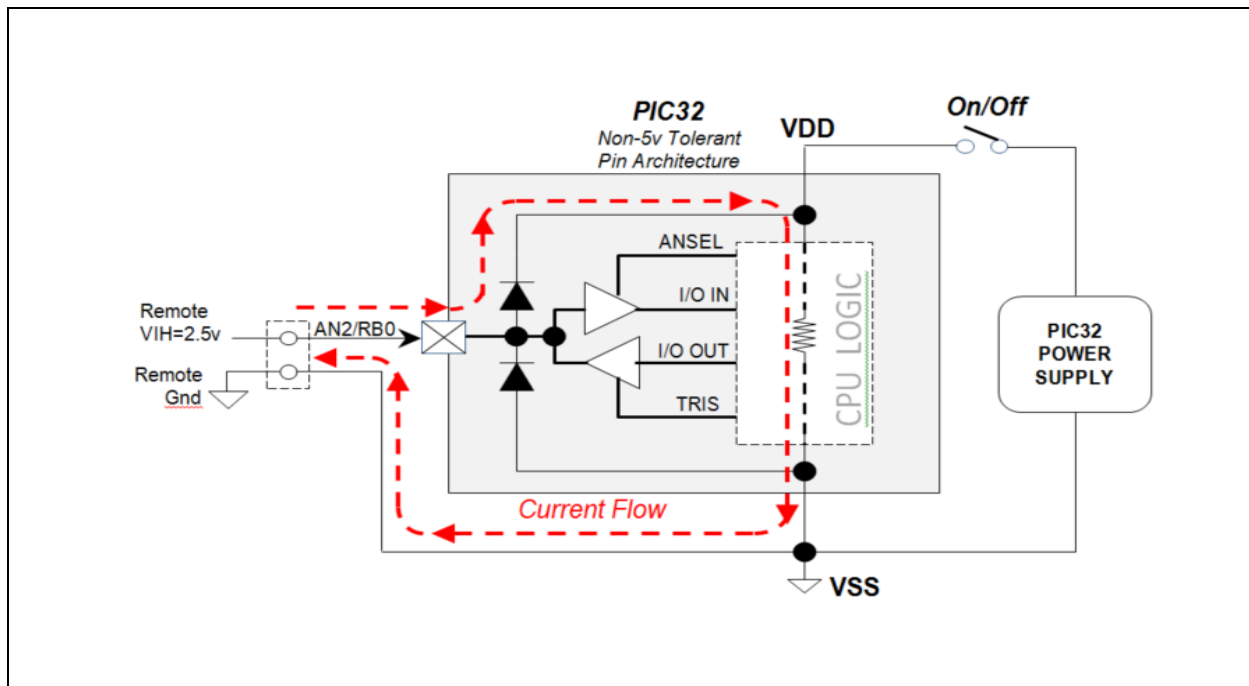 PIC32
Non-5v Tolerant
Pin Architecture
VDD
On/Off
ANSEL
I/O IN
I/O OUT
TRIS
CPU LOGIC
Remote
VIH=2.5v
AN2/RB0
Remote
Gnd
PIC32
POWER
SUPPLY
Current Flow
VSS